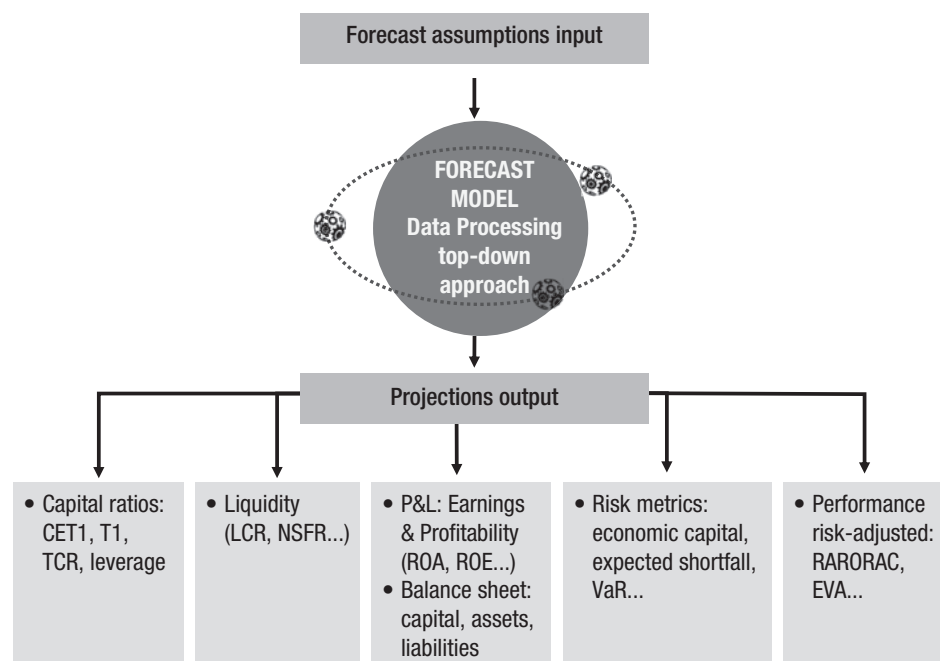 Forecast assumptions input
FORECAST
MODEL
Data Processing
top-down
approach
Projections output
• Capital ratios:
CET1, T1,
TCR, leverage
• Liquidity
(LCR, NSFR...)
• P&L: Earnings
& Profitability
(ROA, ROE...)
• Balance sheet:
capital, assets,
liabilities
• Risk metrics:
economic capital,
expected shortfall,
VaR...
• Performance
risk-adjusted:
RARORAC,
EVA...